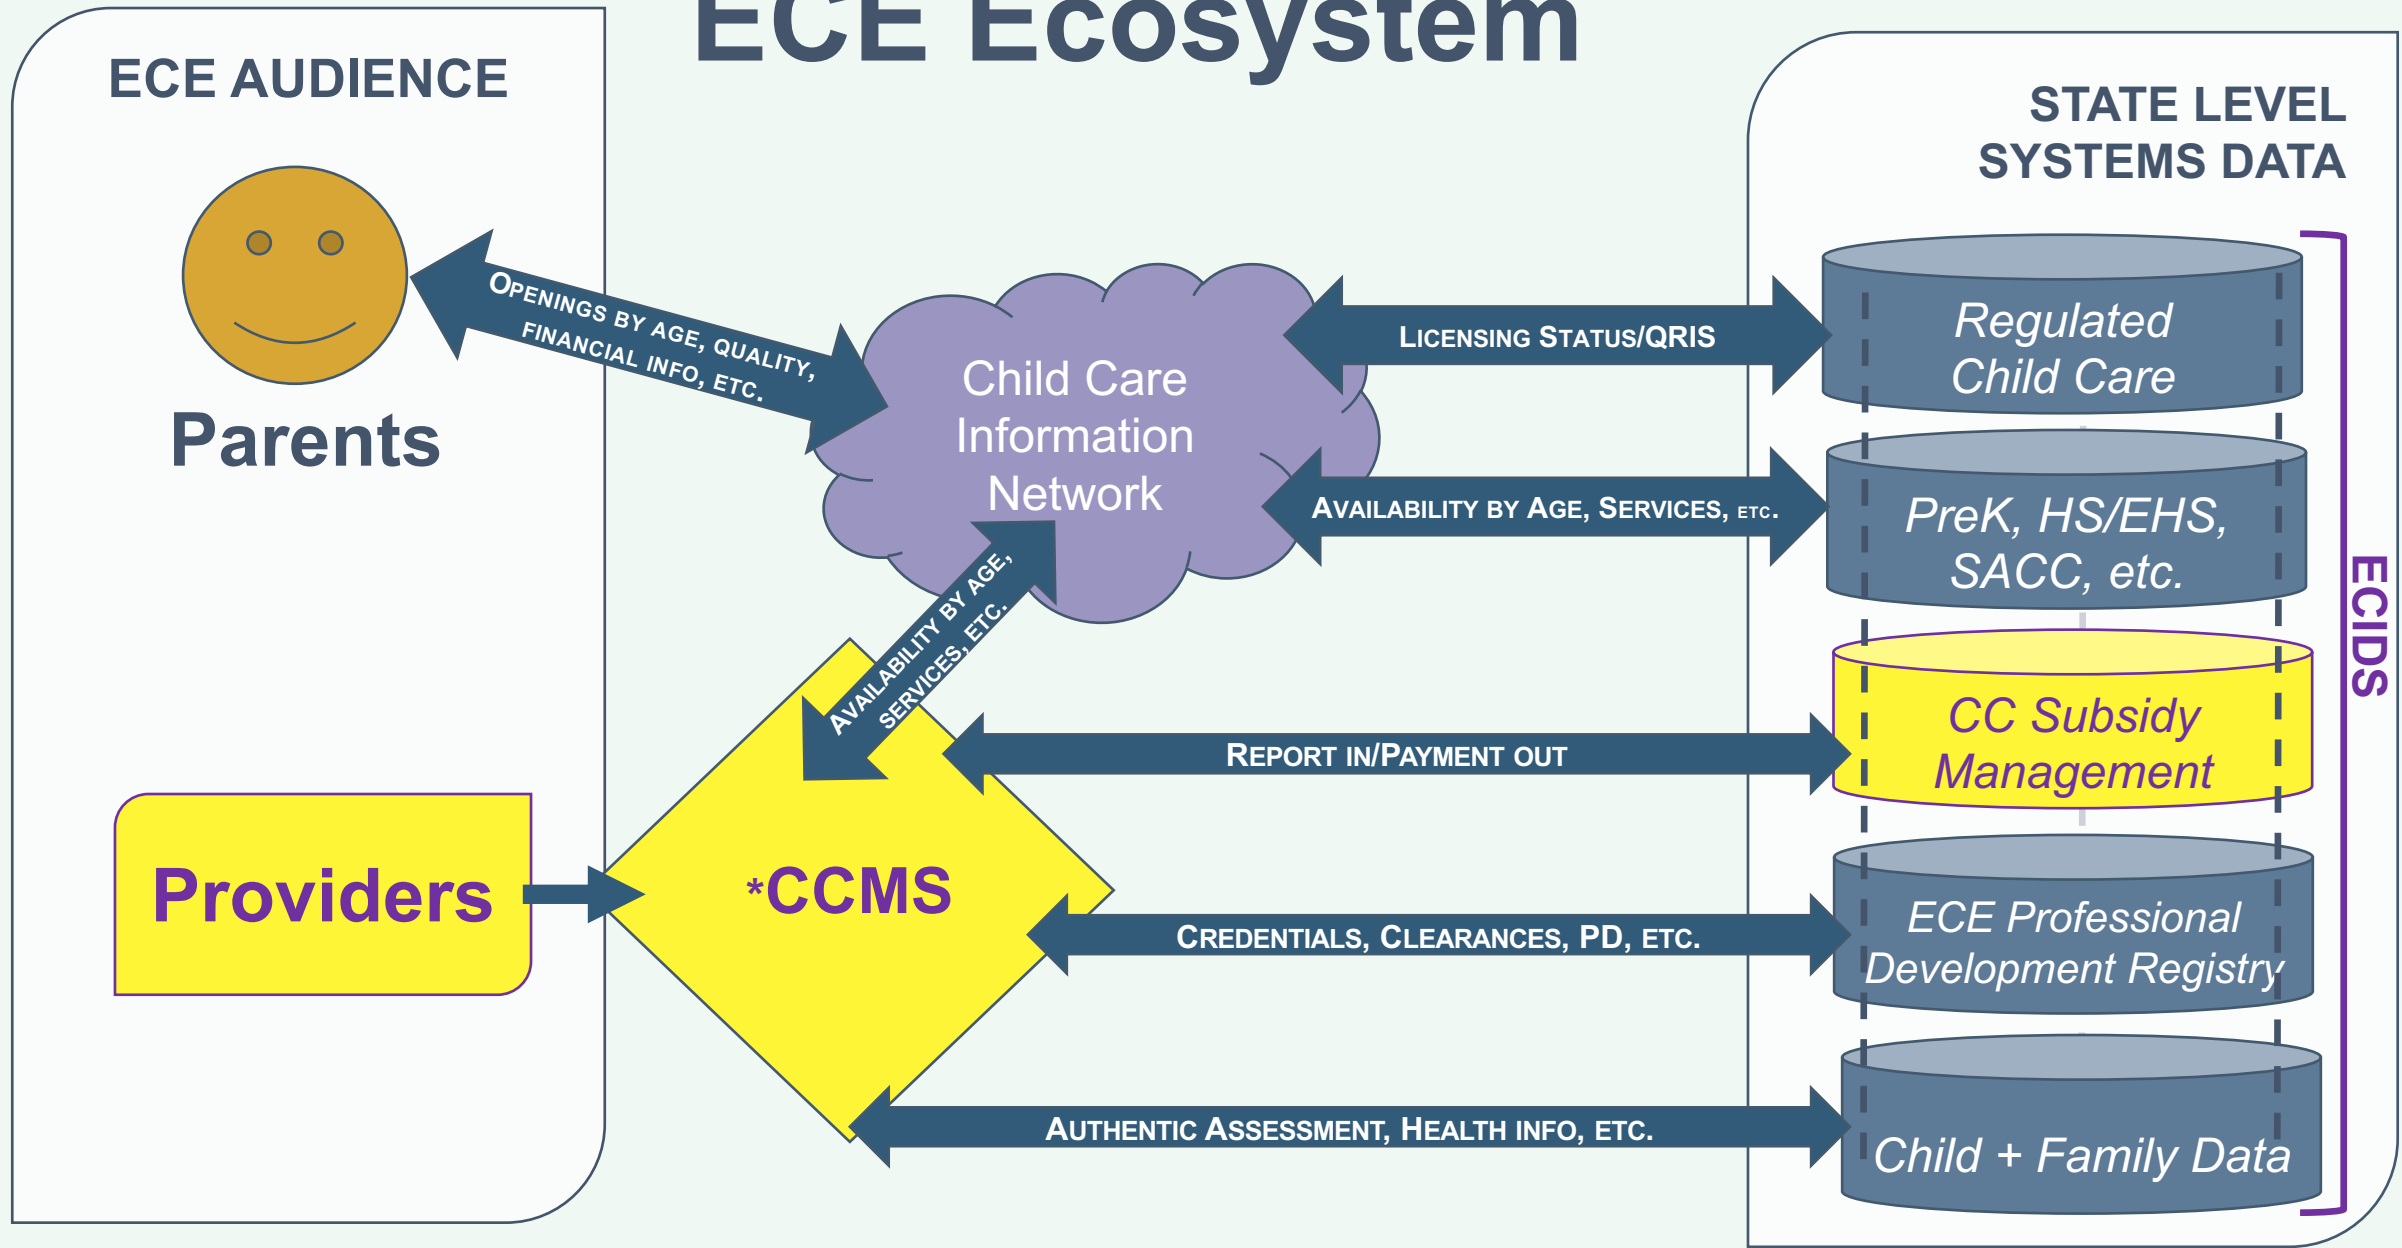 ECE Ecosystem
ECE AUDIENCE
Parents
Providers
OPENINGS BY AGE, QUALITY,
FINANCIAL INFO, ETC.
Child Care
Information
Network
AVAILABILITY BY AGE,
SERVICES, ETC.
*CCMS
LICENSING STATUS/QRIS
AVAILABILITY BY AGE, SERVICES, ETC.
REPORT IN/PAYMENT OUT
CREDENTIALS, CLEARANCES, PD, ETC.
AUTHENTIC ASSESSMENT, HEALTH INFO, ETC.
STATE LEVEL
SYSTEMS DATA
Regulated
Child Care
PreK, HS/EHS,
SACC, etc.
CC Subsidy
Management
ECE Professional
Development Registry
Child + Family Data
ECIDS